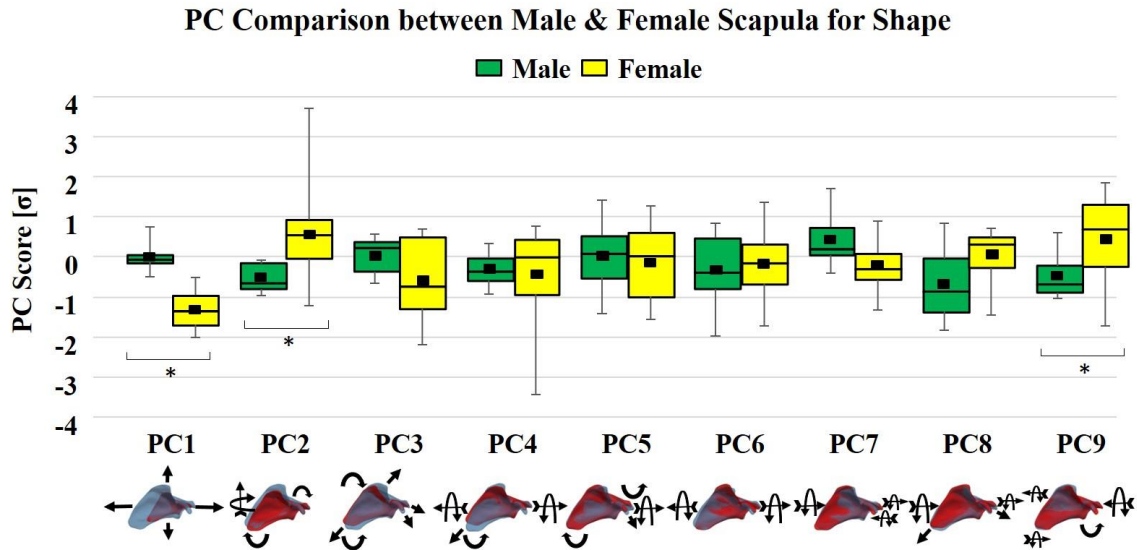 PC Comparison between Male & Female Scapula for Shape
Male Female
PC Score [σ]
4
3
2
1
0
-1
-2
-3
-4
* * *
PC1 PC2 PC3 PC4 PC5 PC6 PC7 PC8 PC9